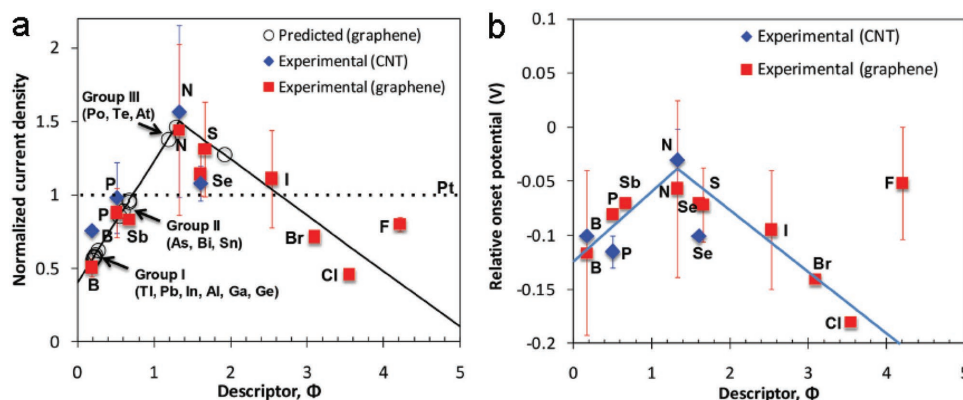 a
Normalized current density
2
1.5
1
0.5
0
0
1
2
3
4
5
Descriptor, Φ
Predicted (graphene)
Experimental (CNT)
Experimental (graphene)
Group III
(Po, Te, At)
N
N
S
Se
P
P
Sb
I
Pt
Br
F
Cl
B
B
Group II
(As, Bi, Sn)
Group I
(Tl, Pb, In, Al, Ga, Ge)
b
Relative onset potential (V)
0.1
0.05
0
-0.05
-0.1
-0.15
-0.2
0
1
2
3
4
5
Descriptor, Φ
Experimental (CNT)
Experimental (graphene)
N
N
Sb
P
Se
S
F
B
B
P
Se
I
Br
Cl